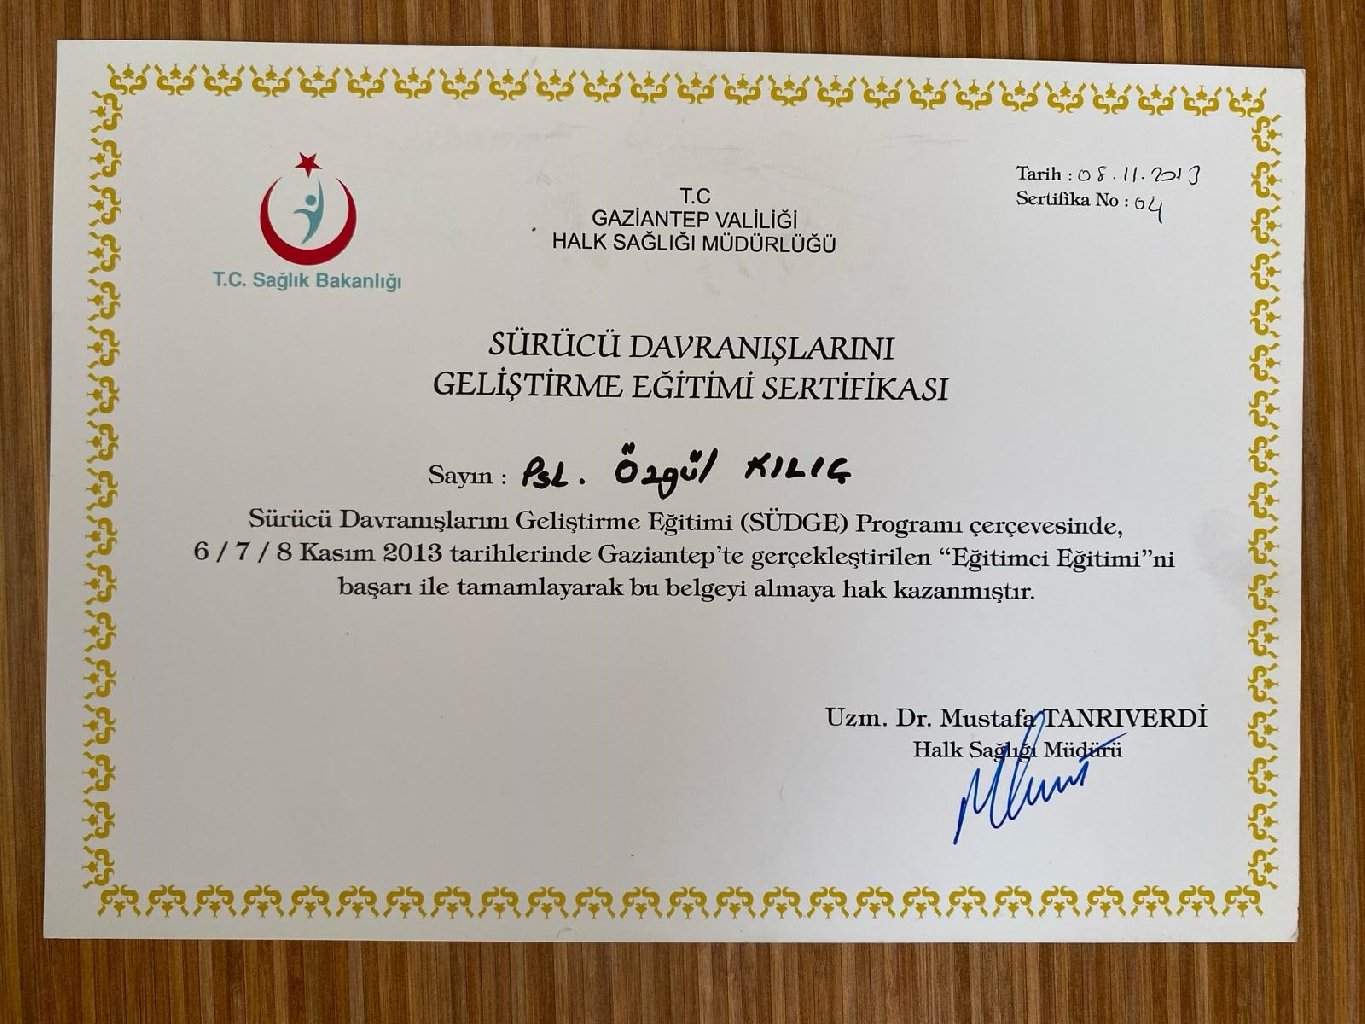 Tarih : 08.11.2013
Sertifika No : 04
T.C
GAZİANTEP VALİLİĞİ
HALK SAĞLIĞI MÜDÜRLÜĞÜ
T.C. Sağlık Bakanlığı
SÜRÜCÜ DAVRANIŞLARINI
GELİŞTİRME EĞİTİMİ SERTİFİKASI
Sayın : Psk. Özgül KILIÇ
Sürücü Davranışlarını Geliştirme Eğitimi (SÜDGE) Programı çerçevesinde,
6 / 7 / 8 Kasım 2013 tarihlerinde Gaziantep’te gerçekleştirilen “Eğitimci Eğitimi”ni
başarı ile tamamlayarak bu belgeyi almaya hak kazanmıştır.
Uzm. Dr. Mustafa TANRIVERDİ
Halk Sağlığı Müdürü